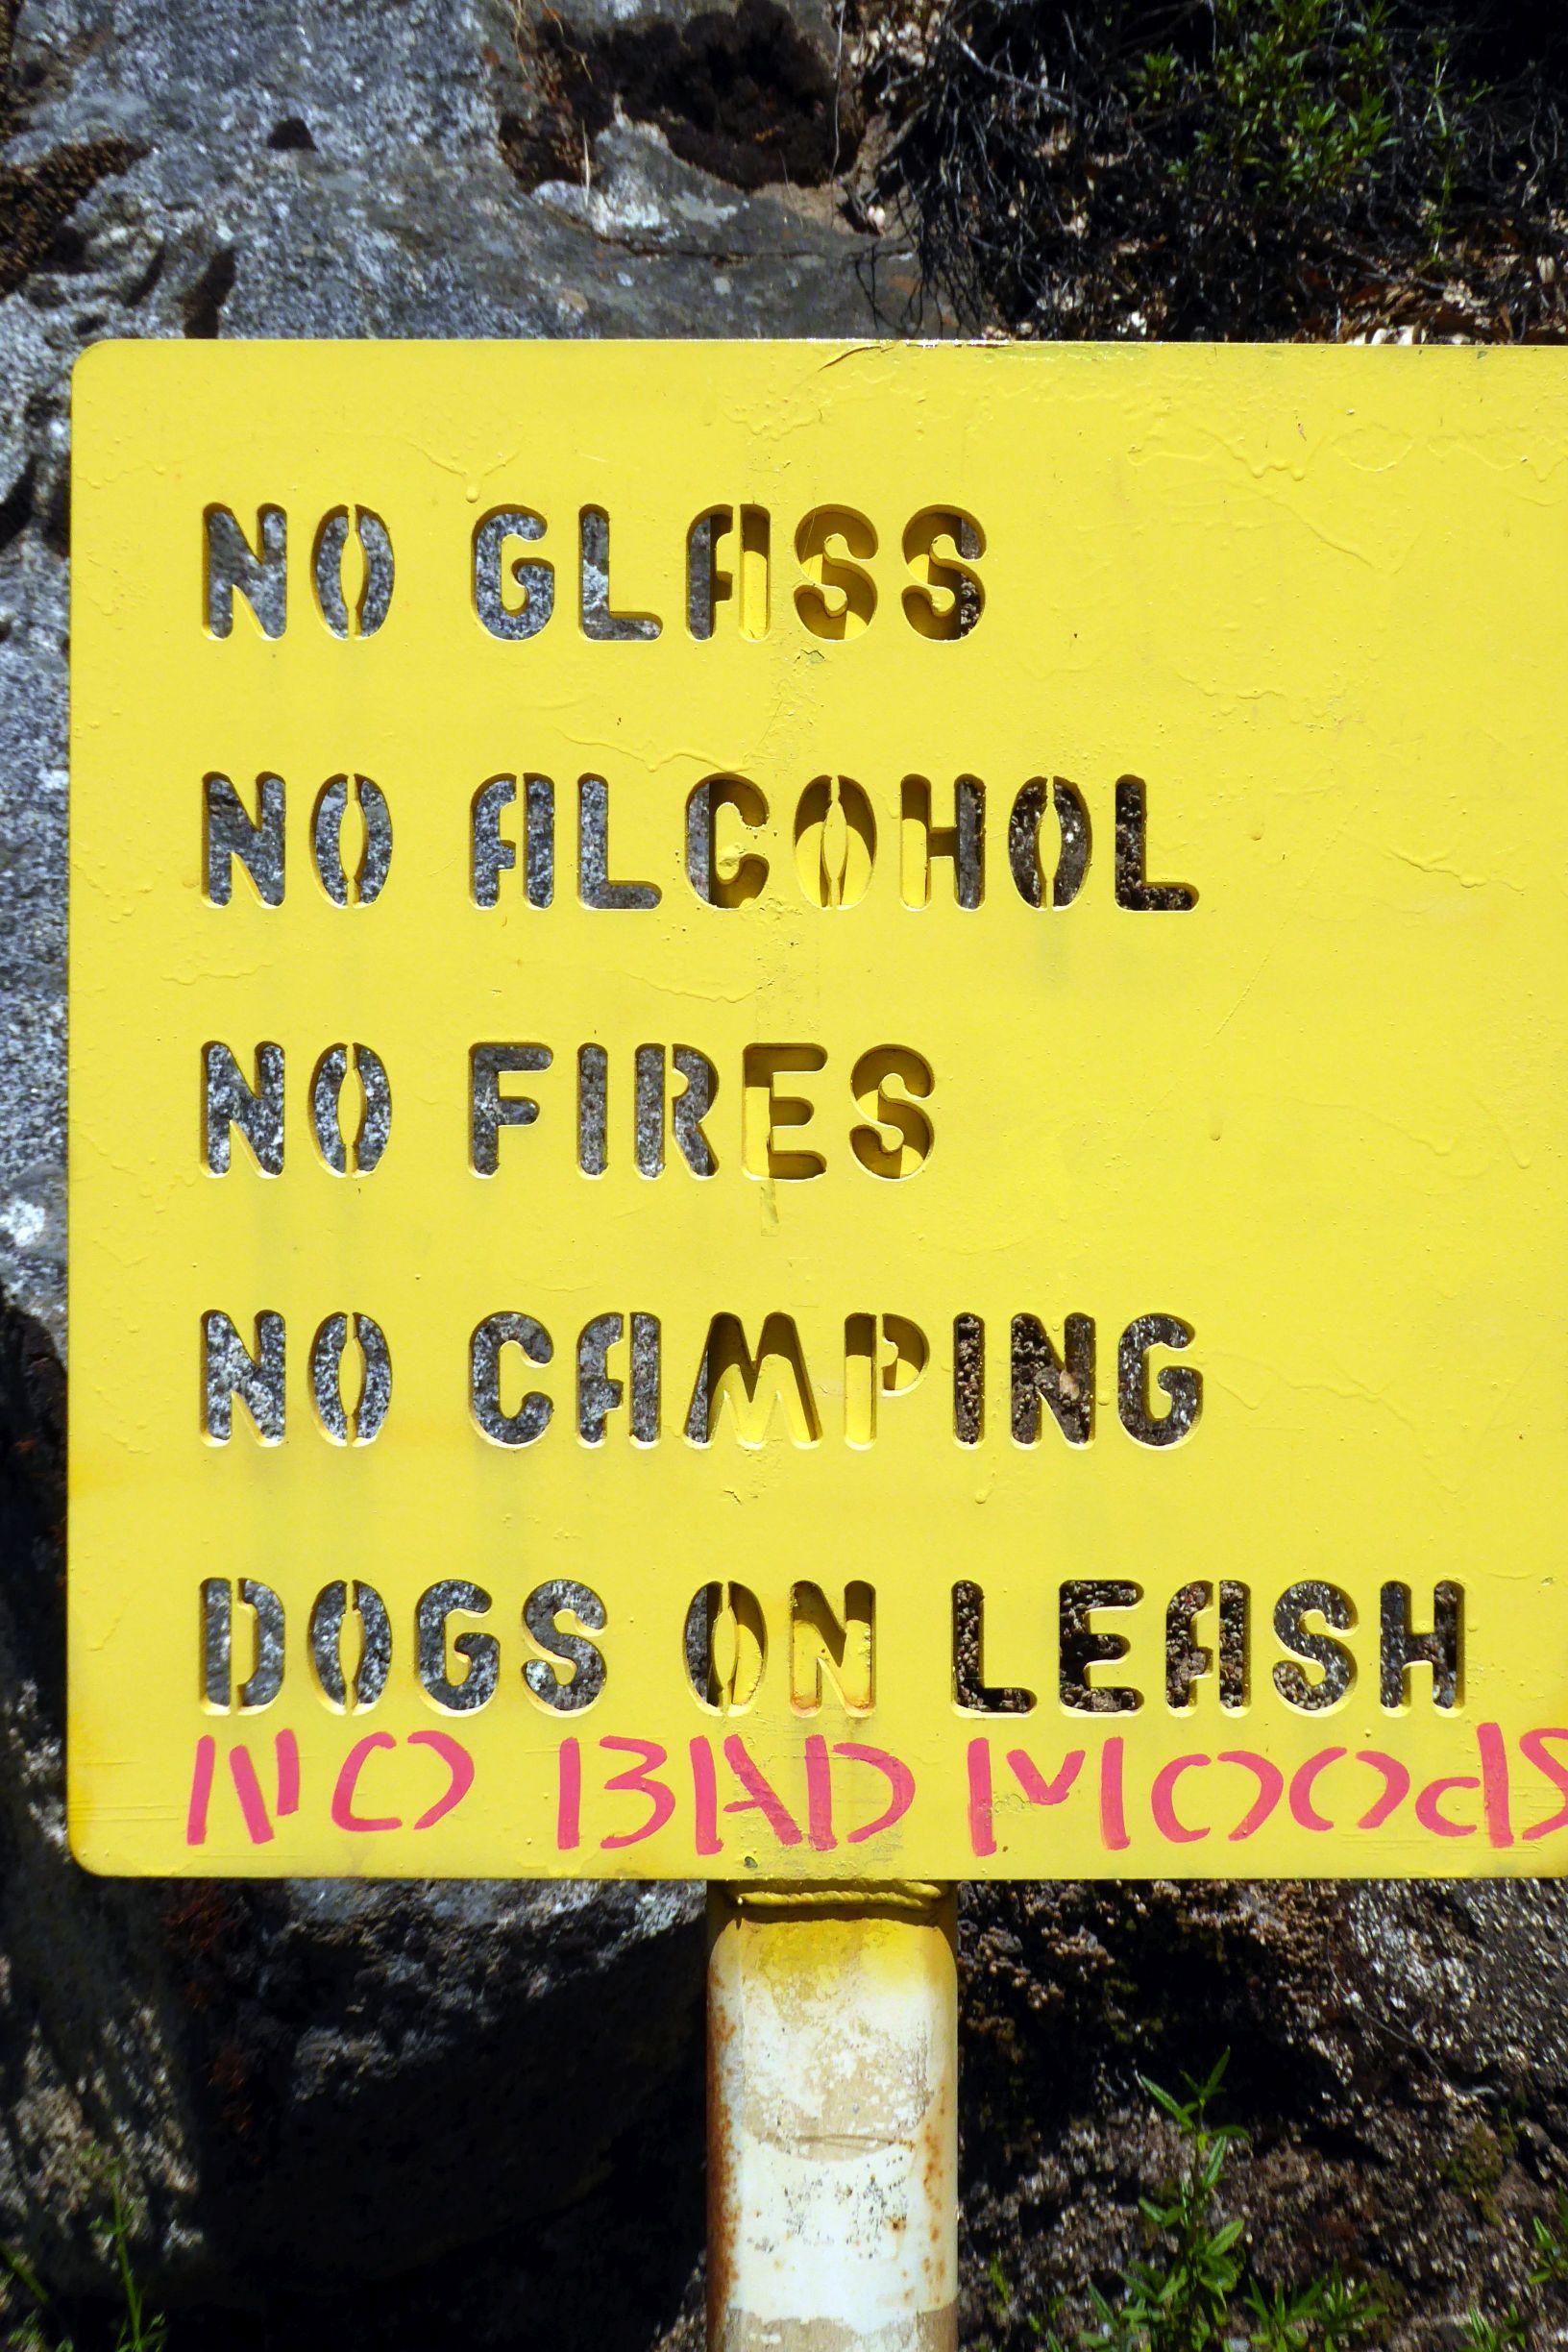 NO GLASS
NO ALCOHOL
NO FIRES
NO CAMPING
DOGS ON LEASH
NO BAD MOOdS